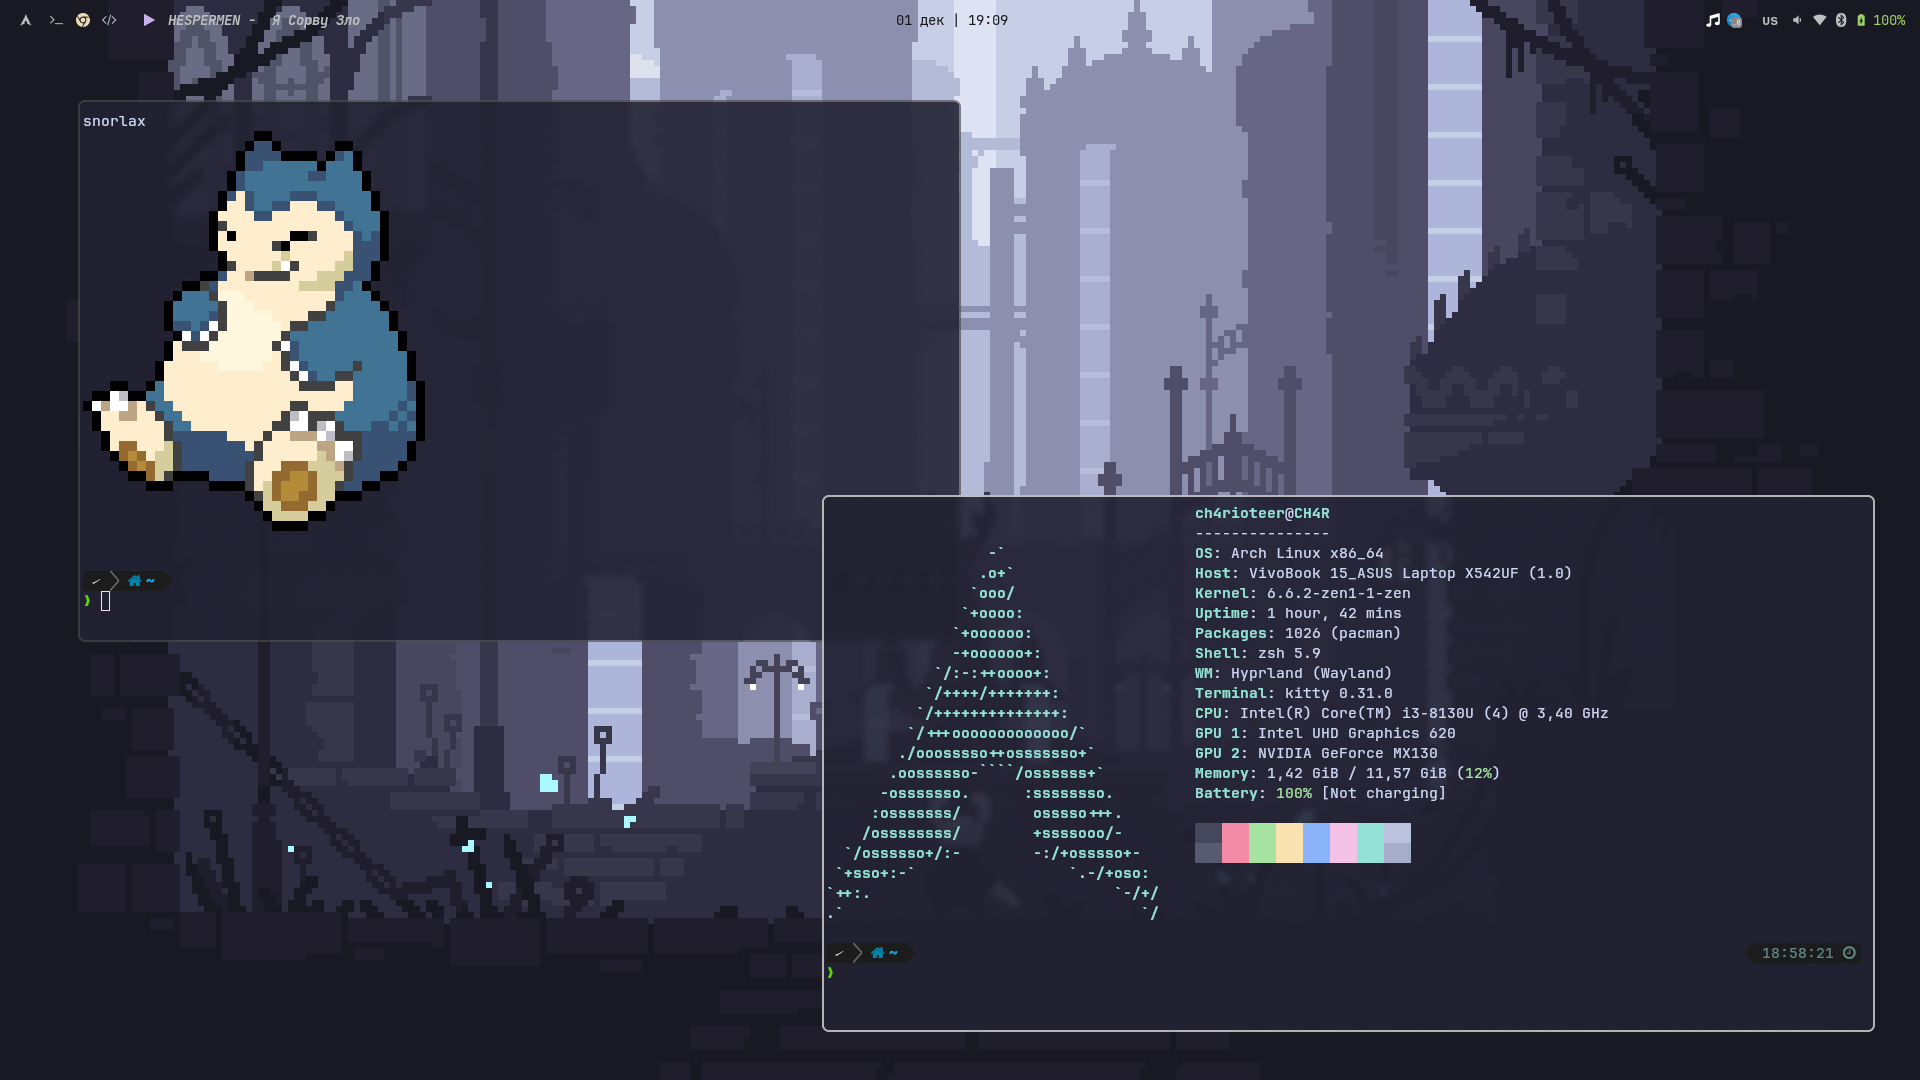 HESPERMEN - Я Сорву Зло
01 дек | 19:09
us
100%
snorlax
~
❯
ch4rioteer@CH4R
---------------
OS: Arch Linux x86_64
Host: VivoBook 15_ASUS Laptop X542UF (1.0)
Kernel: 6.6.2-zen1-1-zen
Uptime: 1 hour, 42 mins
Packages: 1026 (pacman)
Shell: zsh 5.9
WM: Hyprland (Wayland)
Terminal: kitty 0.31.0
CPU: Intel(R) Core(TM) i3-8130U (4) @ 3,40 GHz
GPU 1: Intel UHD Graphics 620
GPU 2: NVIDIA GeForce MX130
Memory: 1,42 GiB / 11,57 GiB (12%)
Battery: 100% [Not charging]
-`
.o+`
`ooo/
`+oooo:
`+oooooo:
-+oooooo+:
`/:-:++oooo+:
`/++++/+++++++:
`/++++++++++++++:
`/+++ooooooooooooo/`
./ooosssso++osssssso+`
.oossssso-````/ossssss+`
-osssssso.      :ssssssso.
:osssssss/        osssso+++.
/ossssssss/        +ssssooo/-
`/ossssso+/:-        -:/+osssso+-
`+sso+:-`                 `.-/+oso:
`++:.                           `-/+/
.`                                 `/
~
18:58:21
❯